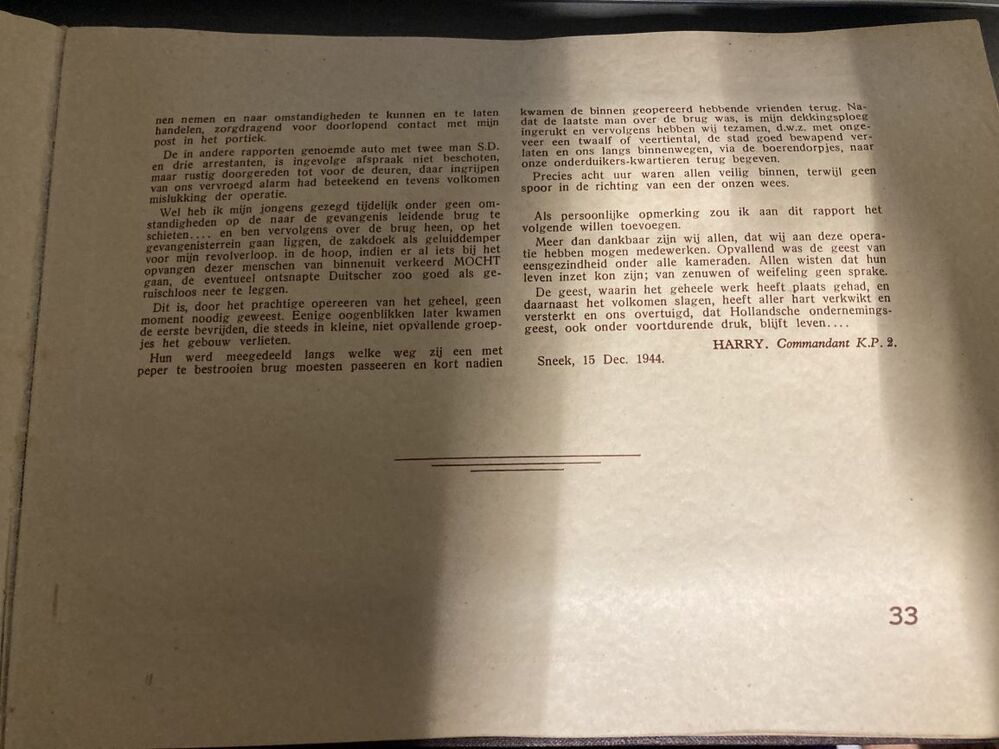 nen nemen en naar omstandigheden te kunnen en te laten
handelen, zorgdragend voor doorlopend contact met mijn
post in het portiek.
De in andere rapporten genoemde auto met twee man S.D.
en drie arrestanten, is ingevolge afspraak niet beschoten,
maar rustig doorgereden tot voor de deuren, daar ingrijpen
van ons vervroegd alarm had beteekend en tevens volkomen
mislukking der operatie.
Wel heb ik mijn jongens gezegd tijdelijk onder geen om-
standigheden op de naar de gevangenis leidende brug te
schieten.... en ben vervolgens over de brug heen, op het
gevangenisterrein gaan liggen, de zakdoek als geluiddemper
voor mijn revolverloop. in de hoop, indien er al iets bij het
opvangen dezer menschen van binnenuit verkeerd MOCHT
gaan, de eventueel ontsnapte Duitscher zoo goed als ge-
ruischloos neer te leggen.
Dit is, door het prachtige opereeren van het geheel, geen
moment noodig geweest. Eenige oogenblikken later kwamen
de eerste bevrijden, die steeds in kleine, niet opvallende groep-
jes het gebouw verlieten.
Hun werd meegedeeld langs welke weg zij een met
peper te bestrooien brug moesten passeeren en kort nadien
kwamen de binnen geopereerd hebbende vrienden terug. Na-
dat de laatste man over de brug was, is mijn dekkingsploeg
ingerukt en vervolgens hebben wij tezamen, d.w.z. met onge-
veer een twaalf of veertiental, de stad goed bewapend ver-
laten en ons langs binnenwegen, via de boerendorpjes, naar
onze onderduikers-kwartieren terug begeven.
Precies acht uur waren allen veilig binnen, terwijl geen
spoor in de richting van een der onzen wees.
Als persoonlijke opmerking zou ik aan dit rapport het
volgende willen toevoegen.
Meer dan dankbaar zijn wij allen, dat wij aan deze opera-
tie hebben mogen medewerken. Opvallend was de geest van
eensgezindheid onder alle kameraden. Allen wisten dat hun
leven inzet kon zijn; van zenuwen of weifeling geen sprake.
De geest, waarin het geheele werk heeft plaats gehad, en
daarnaast het volkomen slagen, heeft aller hart verkwikt en
versterkt en ons overtuigd, dat Hollandsche ondernemings-
geest, ook onder voortdurende druk, blijft leven....
HARRY. Commandant K.P. 2.
Sneek, 15 Dec. 1944.
33